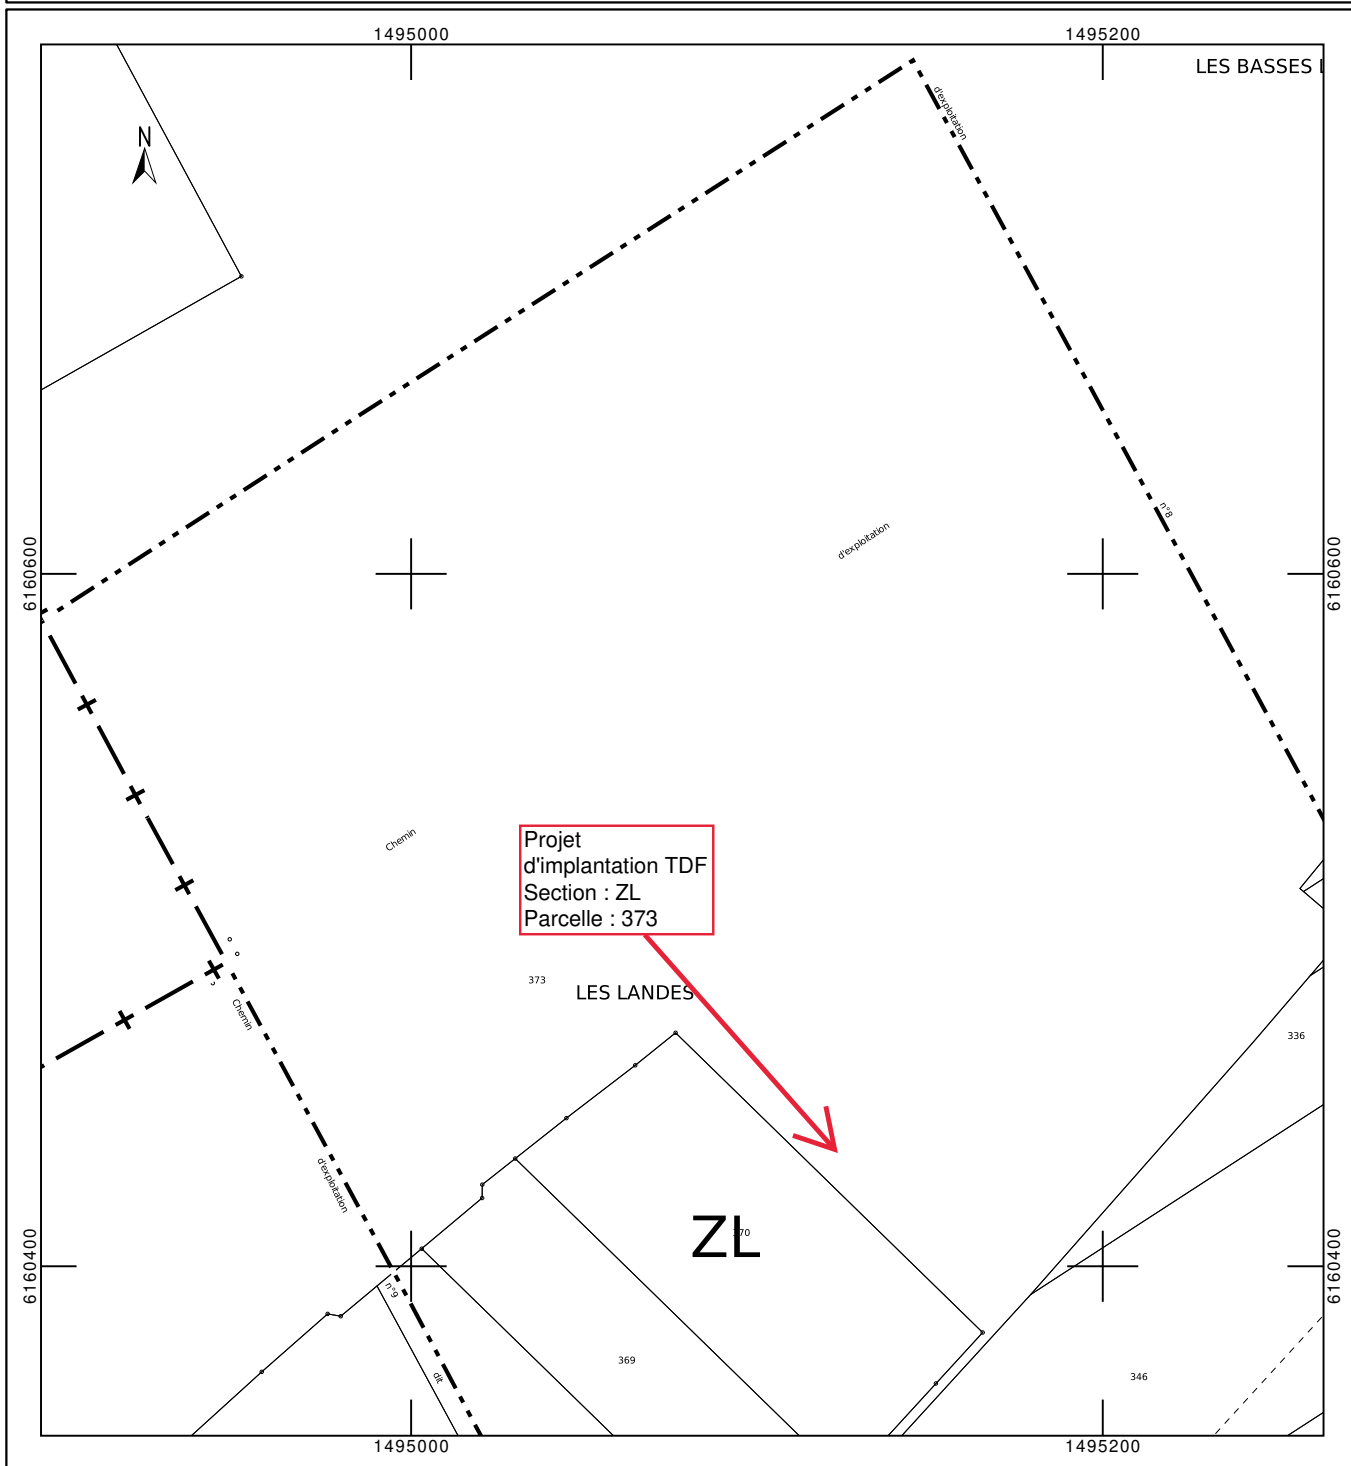 1495000
1495200
LES BASSES
d'exploitation
N
n°8
d'exploitation
6160600
6160600
Chemin
Projet
d'implantation TDF
Section : ZL
Parcelle : 373
373
LES LANDES
Chemin
336
d'exploitation
ZL
370
6160400
6160400
n°9
369
dit
346
1495000
1495200